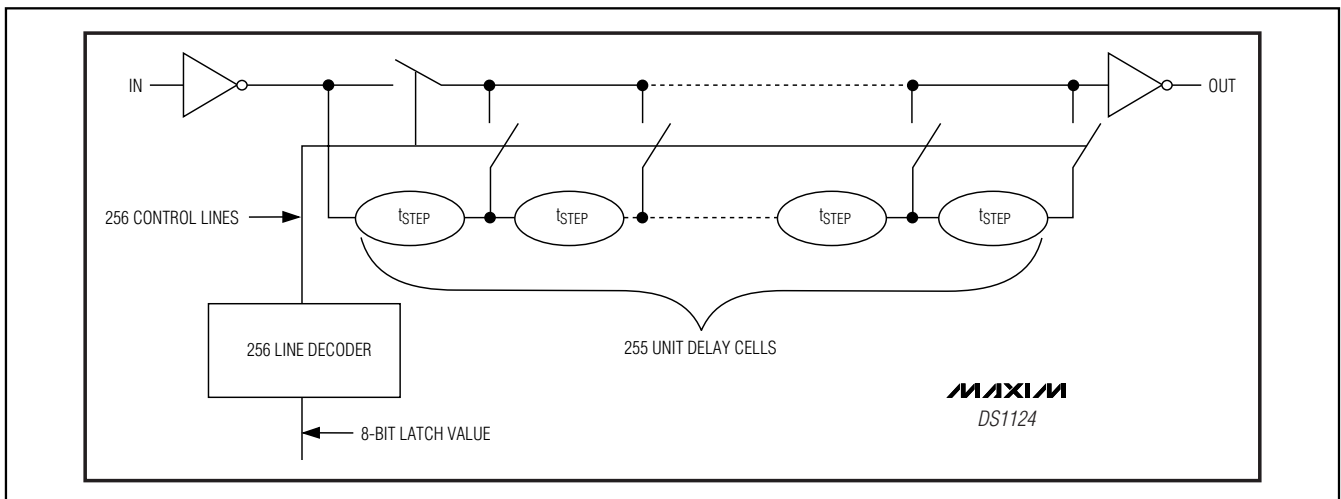 IN
OUT
256 CONTROL LINES
tSTEP
tSTEP
tSTEP
tSTEP
256 LINE DECODER
255 UNIT DELAY CELLS
MAXIM
DS1124
8-BIT LATCH VALUE